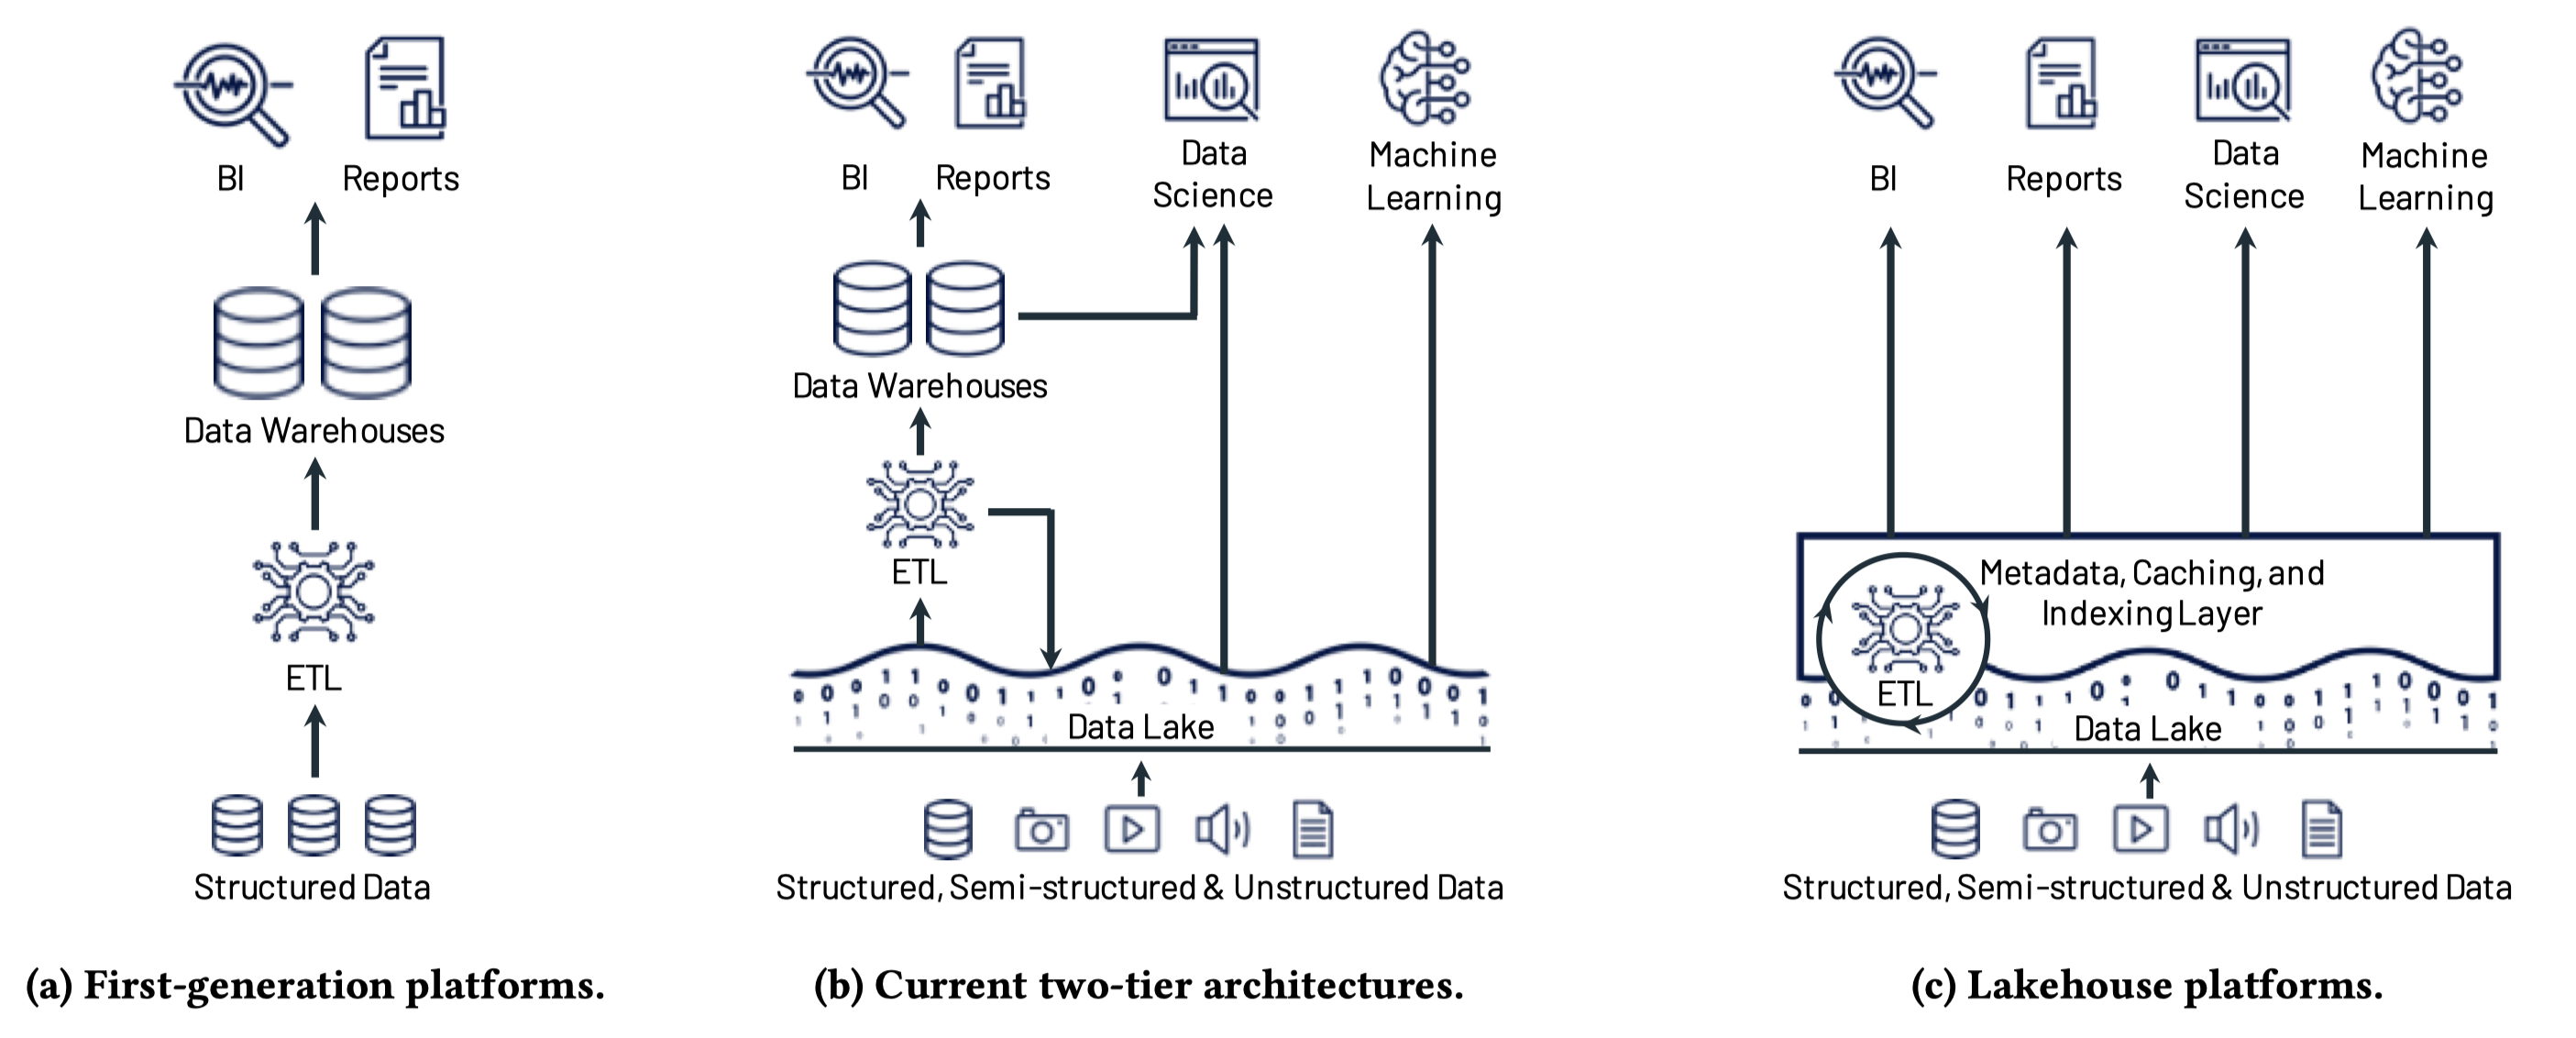 BI
Reports
Data Warehouses
ETL
Structured Data
(a) First-generation platforms.
BI
Reports
Data
Science
Machine
Learning
Data Warehouses
ETL
Data Lake
Structured, Semi-structured & Unstructured Data
(b) Current two-tier architectures.
BI
Reports
Data
Science
Machine
Learning
Metadata, Caching, and
Indexing Layer
ETL
Data Lake
Structured, Semi-structured & Unstructured Data
(c) Lakehouse platforms.